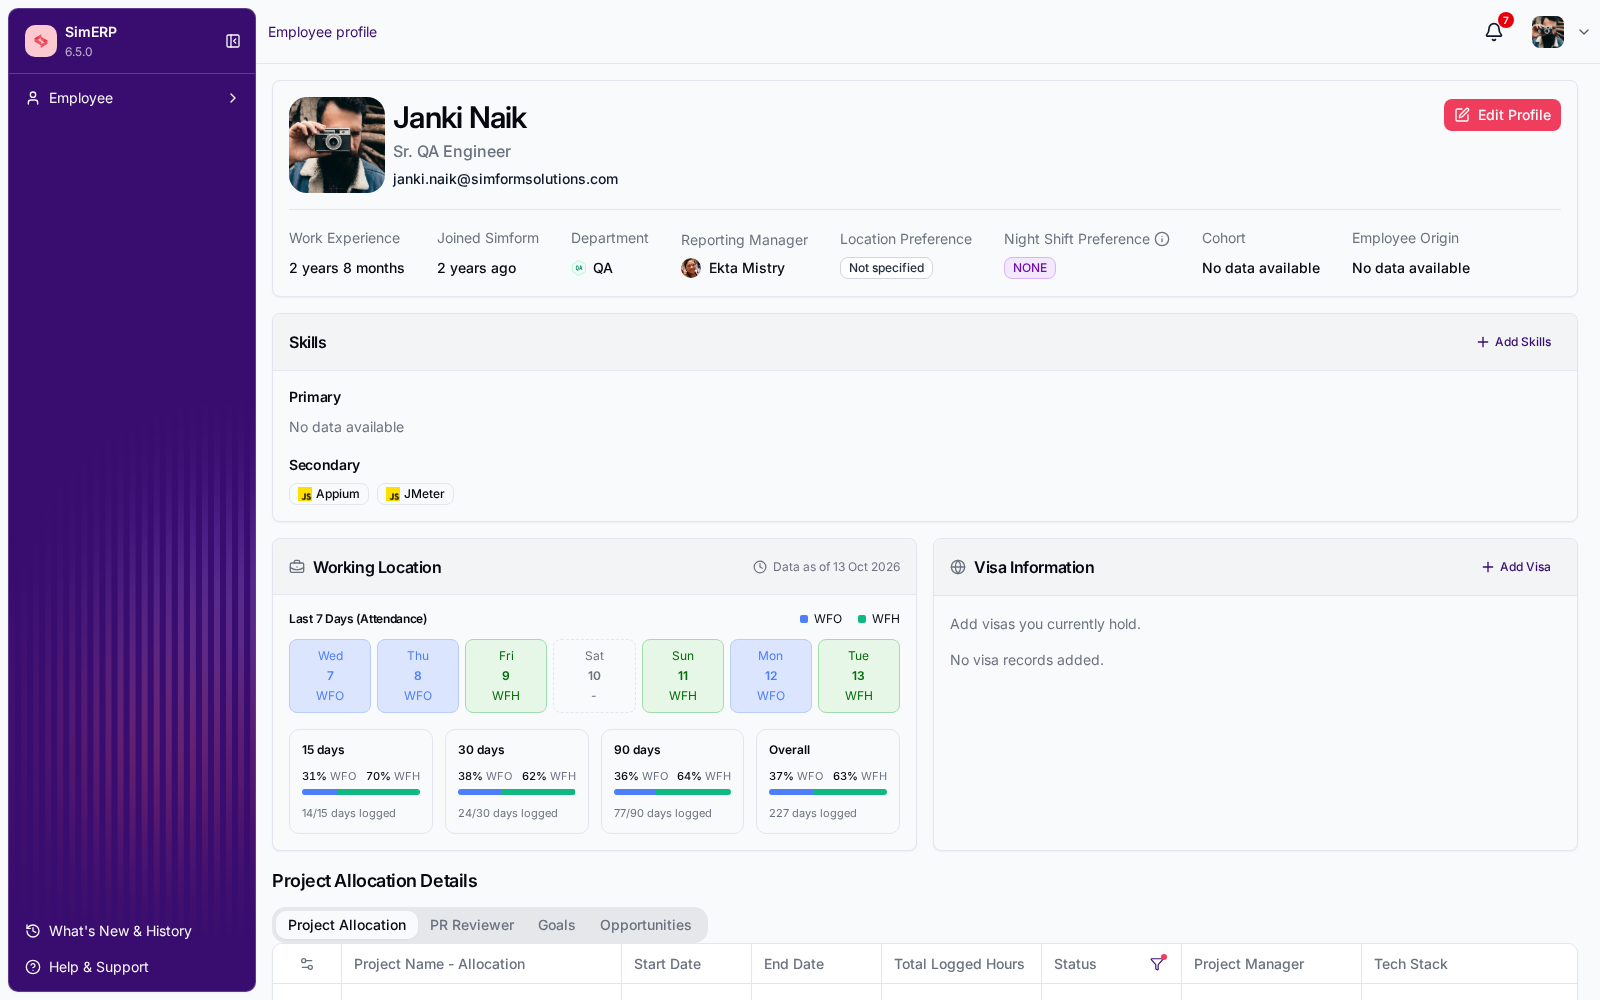 SimERP
6.5.0
Employee
What's New & History
Help & Support
Employee profile
7
Janki Naik
Sr. QA Engineer
janki.naik@simformsolutions.com
Edit Profile
Work Experience
2 years 8 months
Joined Simform
2 years ago
Department
QA QA
Reporting Manager
Ekta Mistry
Location Preference
Not specified
Night Shift Preference
NONE
Cohort
No data available
Employee Origin
No data available
Skills
Add Skills
Primary
No data available
Secondary
JS Appium
JS JMeter
Working Location
Data as of 13 Oct 2026
Last 7 Days (Attendance)
WFO WFH
Wed
7
WFO
Thu
8
WFO
Fri
9
WFH
Sat
10
-
Sun
11
WFH
Mon
12
WFO
Tue
13
WFH
15 days
31% WFO 70% WFH
14/15 days logged
30 days
38% WFO 62% WFH
24/30 days logged
90 days
36% WFO 64% WFH
77/90 days logged
Overall
37% WFO 63% WFH
227 days logged
Visa Information
Add Visa
Add visas you currently hold.
No visa records added.
Project Allocation Details
Project Allocation PR Reviewer Goals Opportunities
Project Name - Allocation Start Date End Date Total Logged Hours Status Project Manager Tech Stack